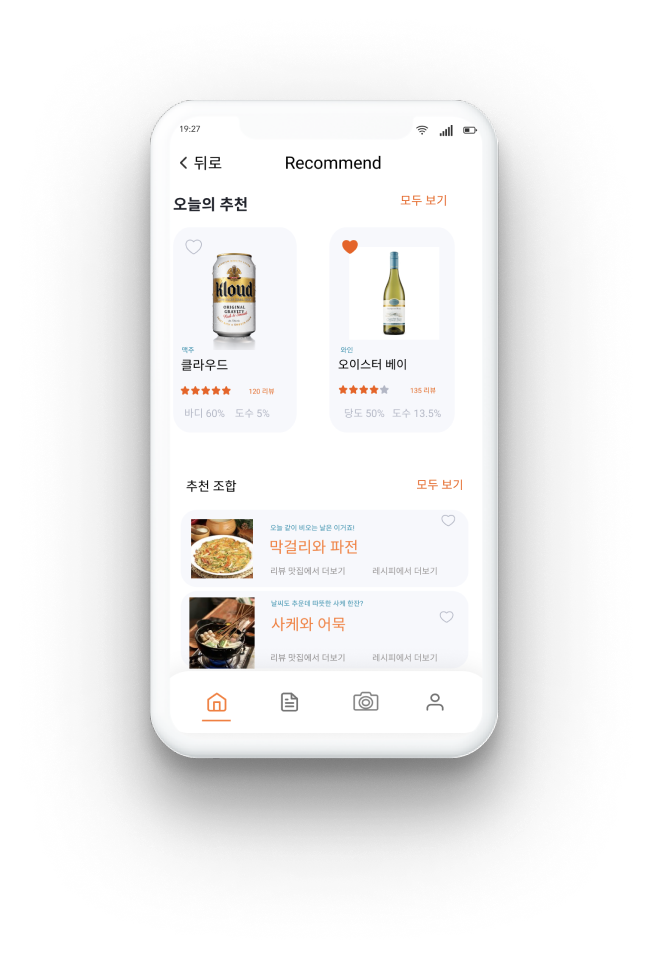 19:27
뒤로
Recommend
오늘의 추천
모두 보기
Kloud
ORIGINAL
GRAVITY
맥주
클라우드
120 리뷰
바디 60% 도수 5%
와인
오이스터 베이
135 리뷰
당도 50% 도수 13.5%
추천 조합
모두 보기
오늘 같이 비오는 날은 이거죠!
막걸리와 파전
리뷰 맛집에서 더보기
레시피에서 더보기
날씨도 추운데 따뜻한 사케 한잔?
사케와 어묵
리뷰 맛집에서 더보기
레시피에서 더보기